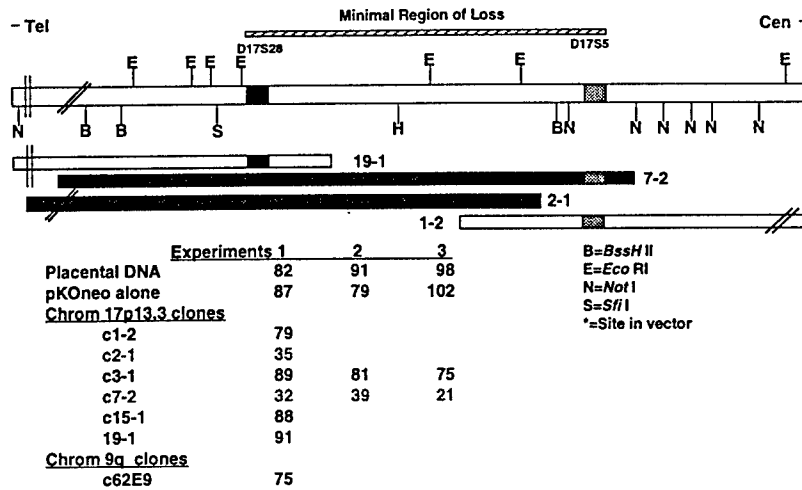 Minimal Region of Loss
- Tel
Cen -
D17S28
D17S5
E E E E E E E
N B B S H B N N N N N N
19-1
7-2
2-1
1-2
Experiments 1 2 3
Placental DNA 82 91 98
pKOneo alone 87 79 102
Chrom 17p13.3 clones
c1-2 79
c2-1 35
c3-1 89 81 75
c7-2 32 39 21
c15-1 88
19-1 91
Chrom 9q clones
c62E9 75
B=BssH II
E=Eco RI
N=Not I
S=Sfi I
*=Site in vector